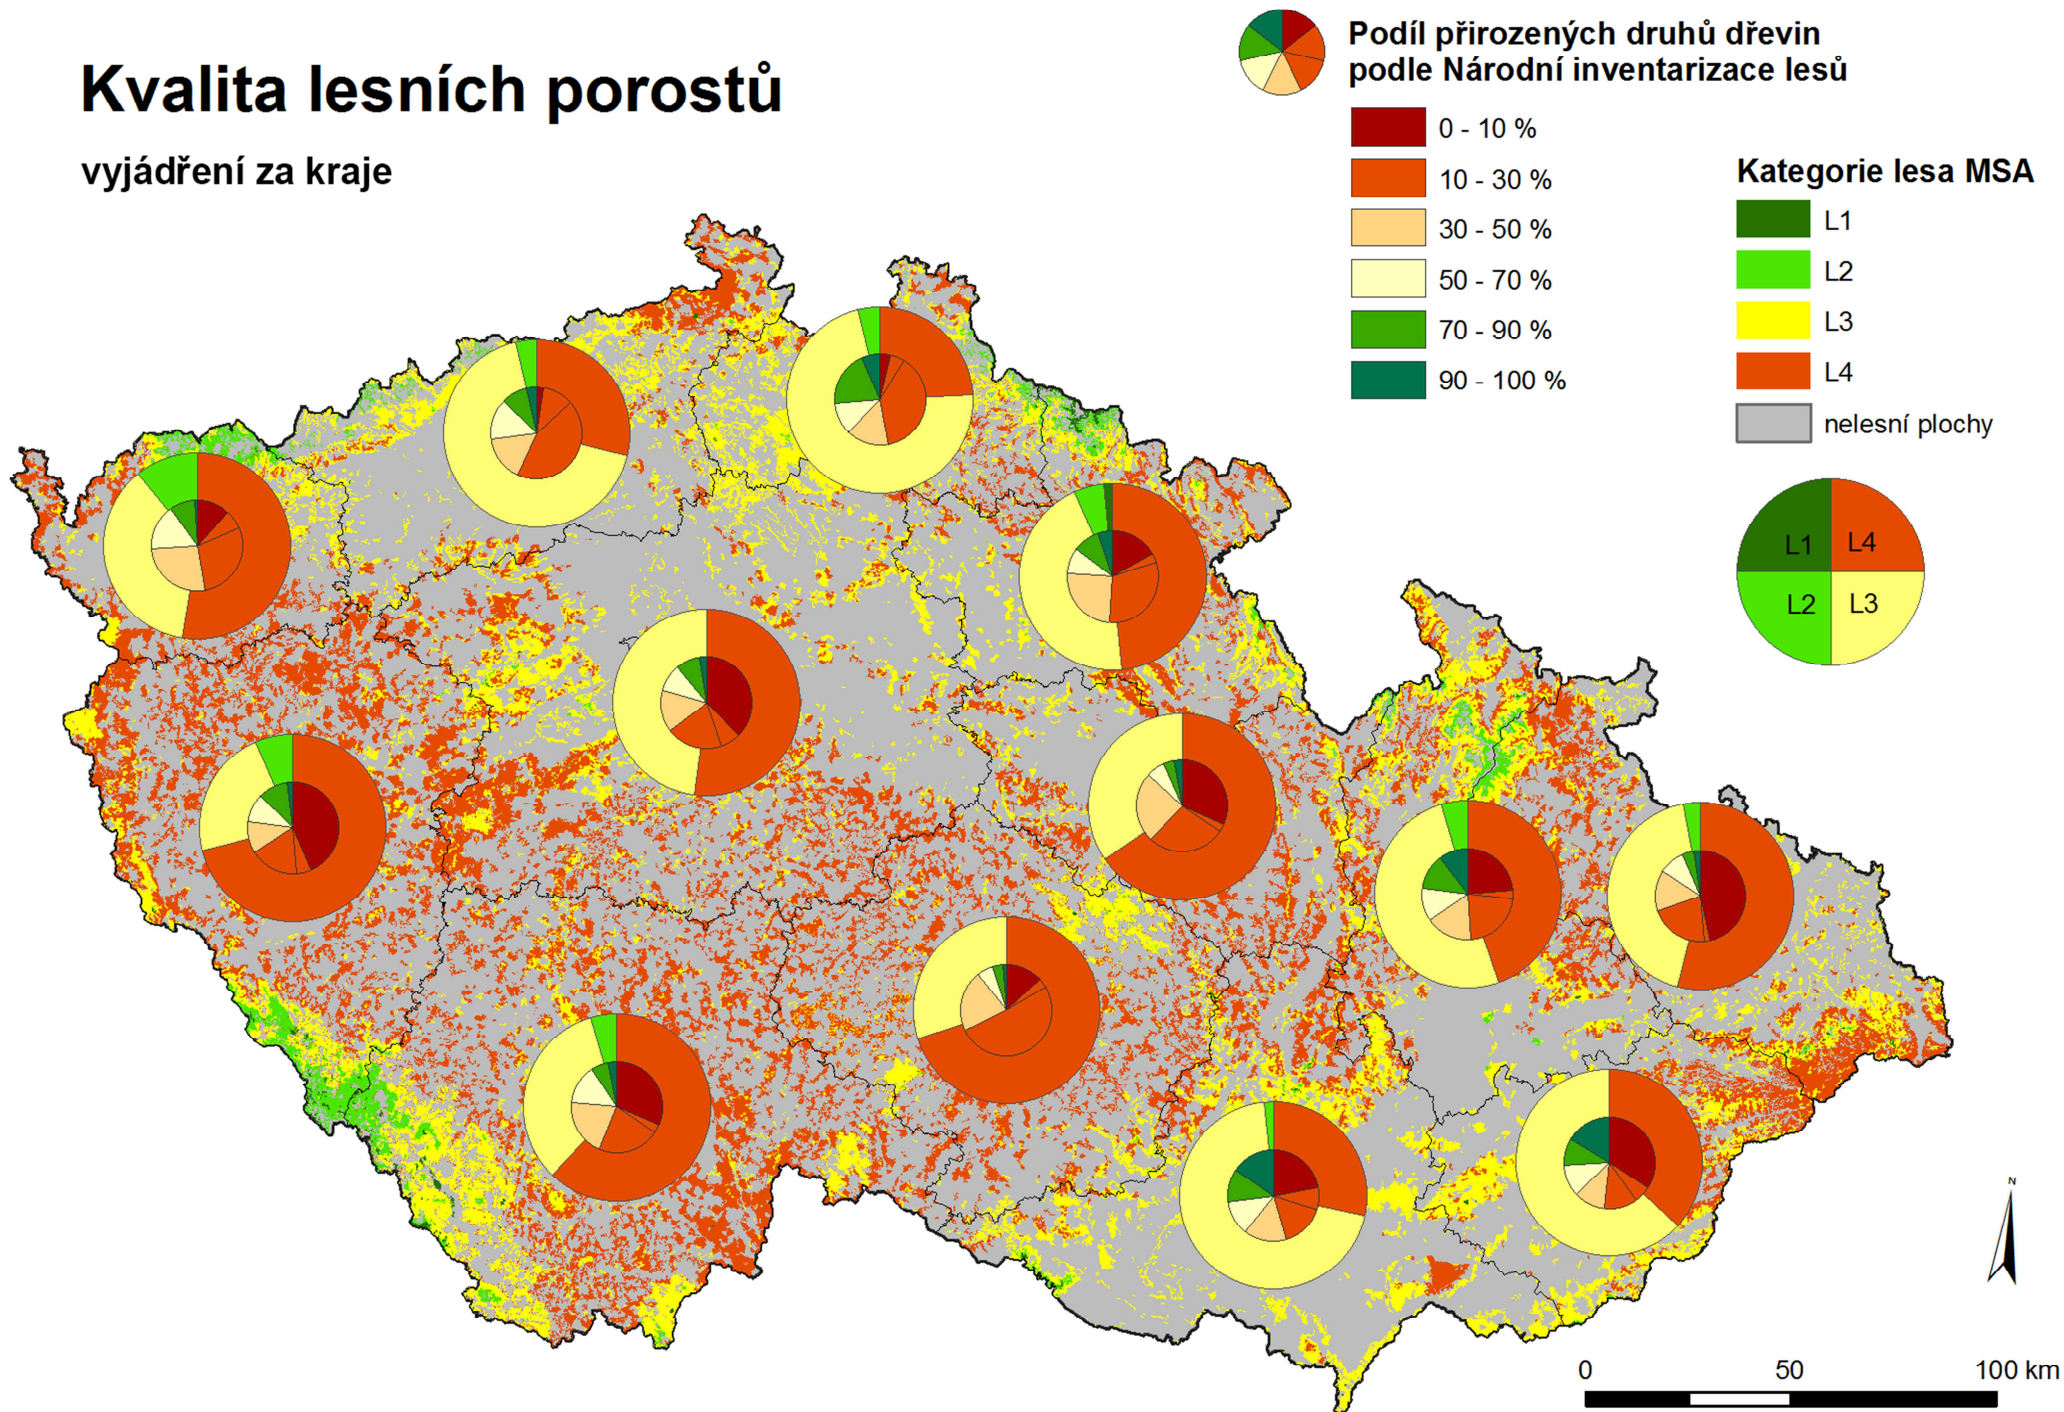 Kvalita lesních porostů
vyjádření za kraje
Podíl přirozených druhů dřevin
podle Národní inventarizace lesů
0 - 10 %
10 - 30 %
30 - 50 %
50 - 70 %
70 - 90 %
90 - 100 %
Kategorie lesa MSA
L1
L2
L3
L4
nelesní plochy
L1 L4
L2 L3
N
0 50 100 km